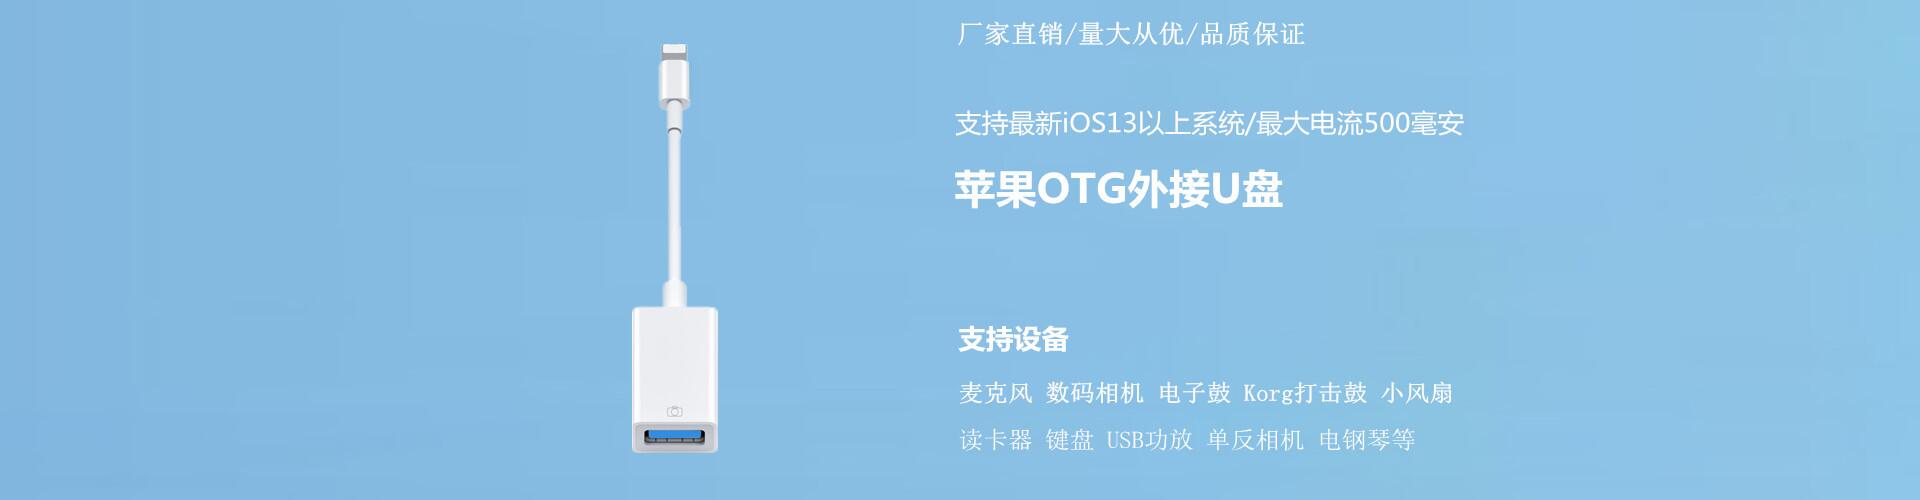 厂家直销/量大从优/品质保证
支持最新iOS13以上系统/最大电流500毫安
苹果OTG外接U盘
支持设备
麦克风 数码相机 电子鼓 Korg打击鼓 小风扇
读卡器 键盘 USB功放 单反相机 电钢琴等